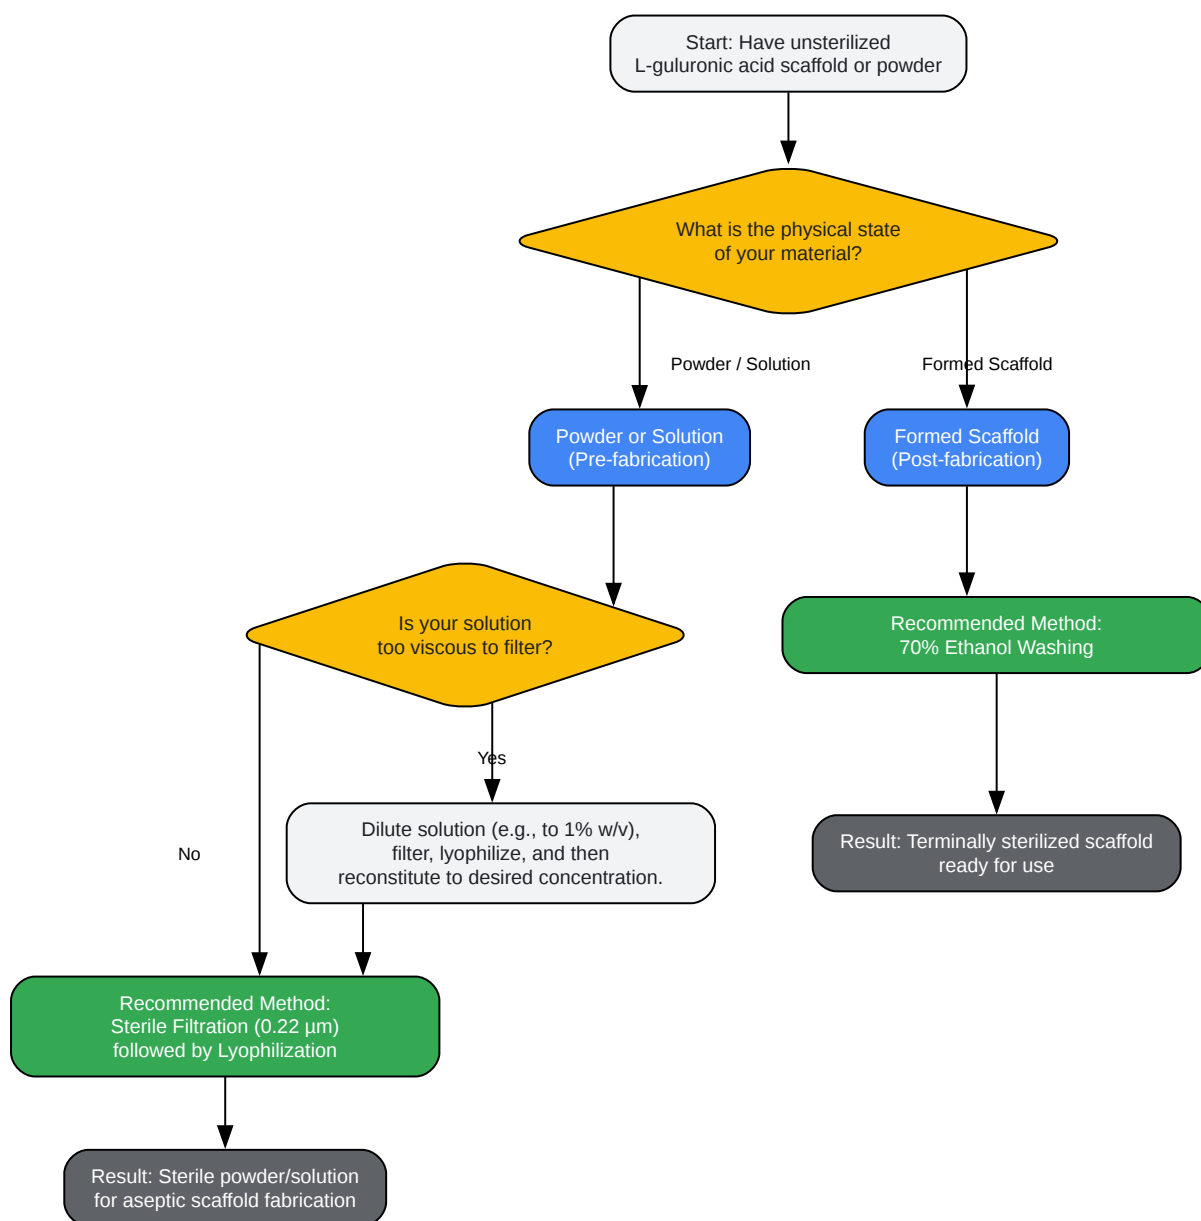 Start: Have unsterilized
L-guluronic acid scaffold or powder
What is the physical state
of your material?
Powder / Solution
Formed Scaffold
Powder or Solution
(Pre-fabrication)
Formed Scaffold
(Post-fabrication)
Is your solution
too viscous to filter?
Recommended Method:
70% Ethanol Washing
Yes
No
Dilute solution (e.g., to 1% w/v),
filter, lyophilize, and then
reconstitute to desired concentration.
Result: Terminally sterilized scaffold
ready for use
Recommended Method:
Sterile Filtration (0.22 µm)
followed by Lyophilization
Result: Sterile powder/solution
for aseptic scaffold fabrication